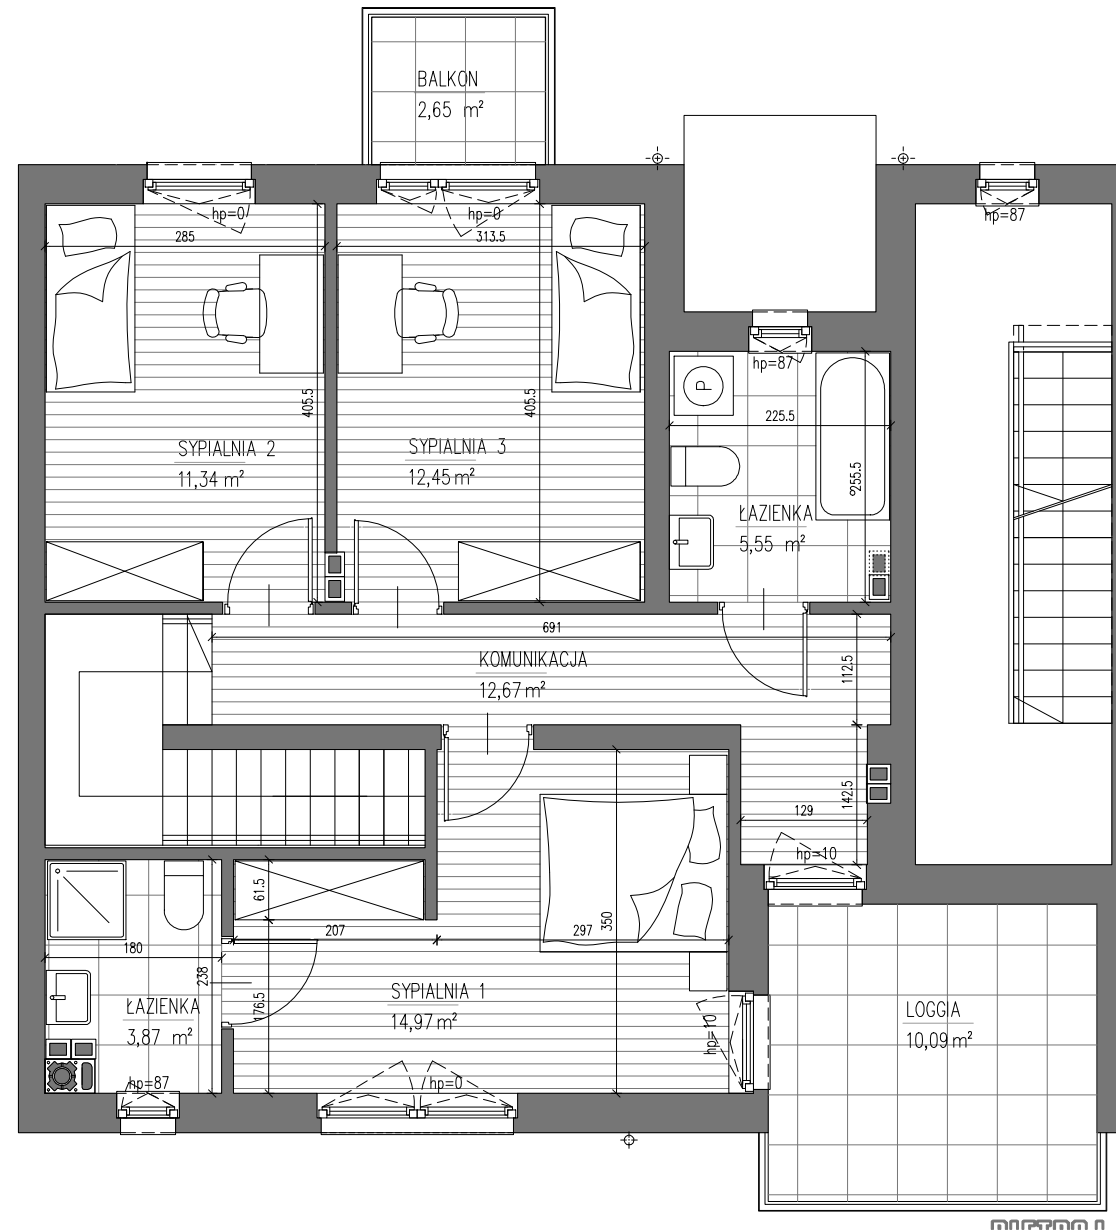 BALKON
2,65 m²
hp=0
hp=0
hp=87
285
313.5
hp=87
P
405.5
405.5
225.5
255.5
SYPIALNIA 2
11,34 m²
SYPIALNIA 3
12,45 m²
ŁAZIENKA
5,55 m²
691
KOMUNIKACJA
12,67 m²
112.5
142.5
129
hp=10
61.5
207
297
350
180
238
176.5
ŁAZIENKA
3,87 m²
SYPIALNIA 1
14,97 m²
hp=10
LOGGIA
10,09 m²
hp=87
hp=0